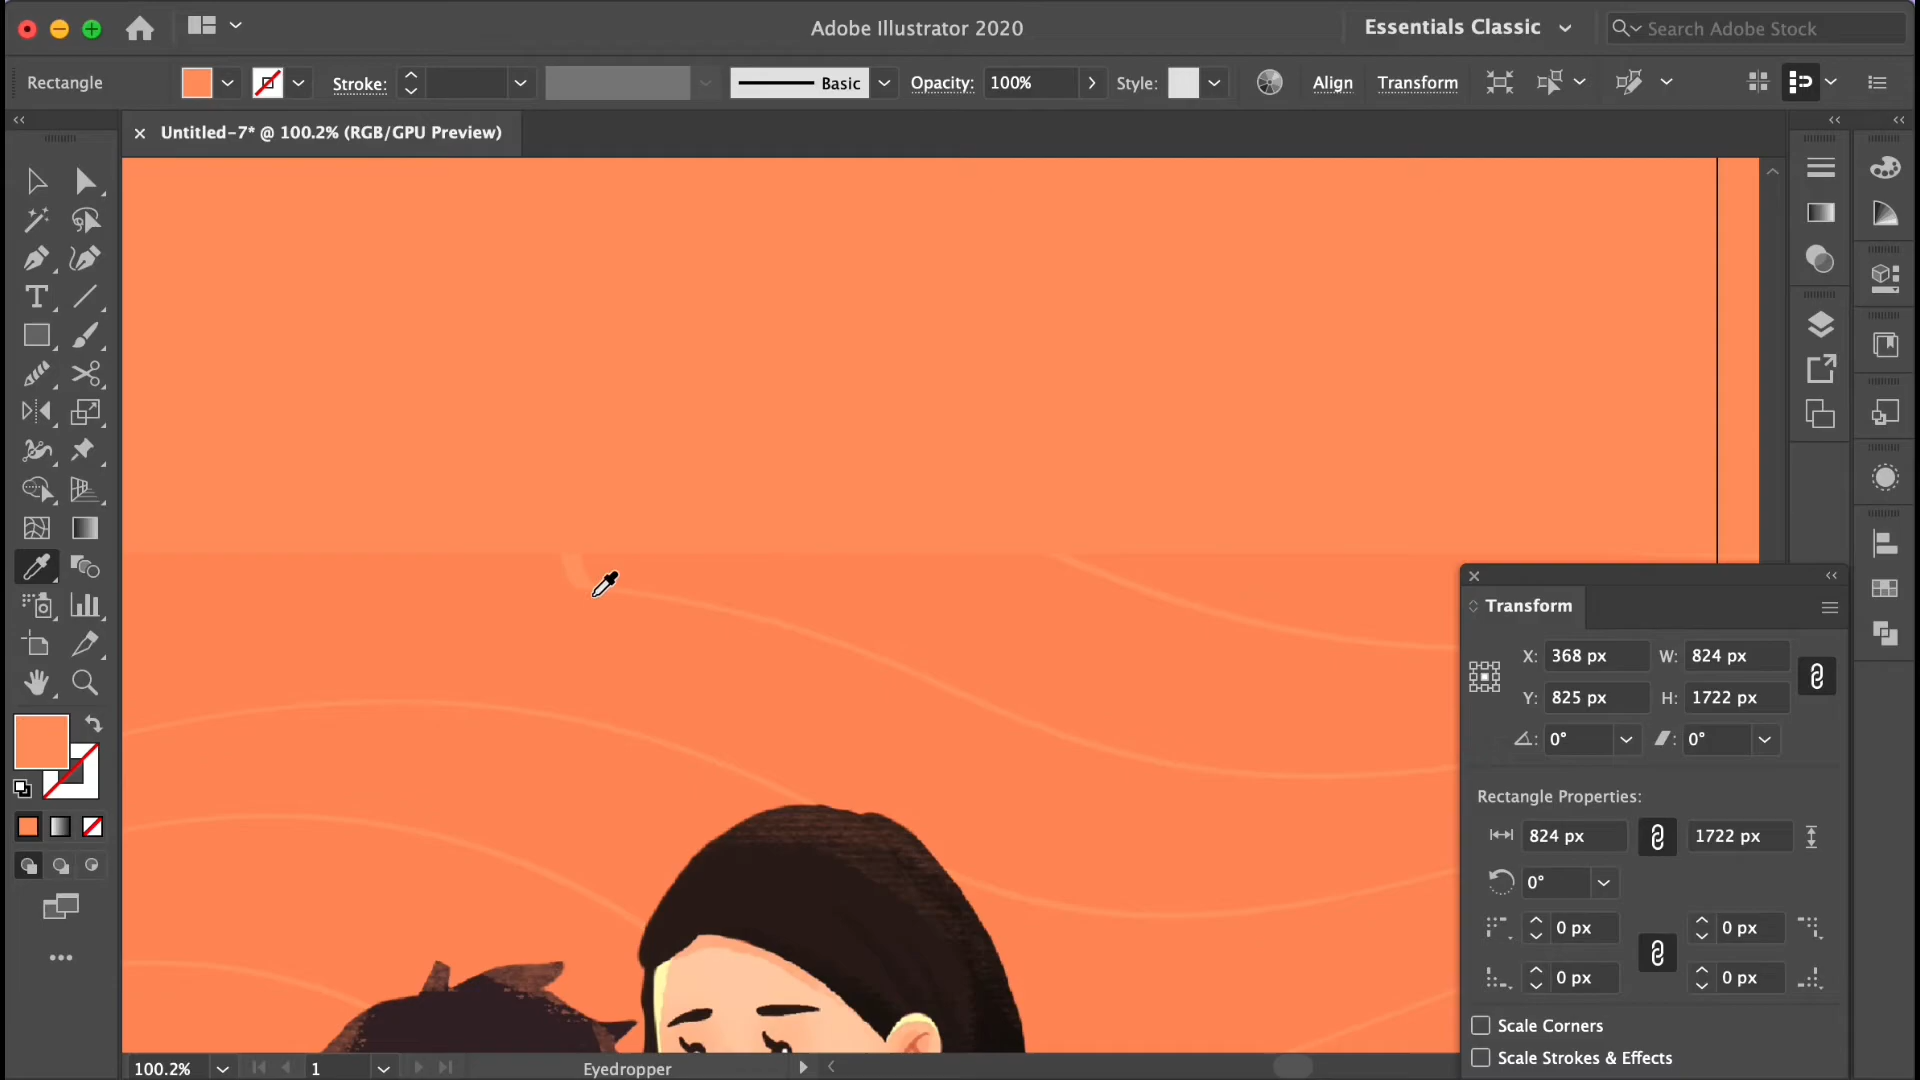 Adobe Illustrator 2020
Essentials Classic
Search Adobe Stock
Rectangle
Stroke:
Basic
Opacity:
100%
Style:
Align
Transform
Untitled-7* @ 100.2% (RGB/GPU Preview)
Transform
X: 368 px W: 824 px
Y: 825 px H: 1722 px
0° 0°
Rectangle Properties:
824 px 1722 px
0°
0 px 0 px
0 px 0 px
Scale Corners
Scale Strokes & Effects
100.2% 1 Eyedropper